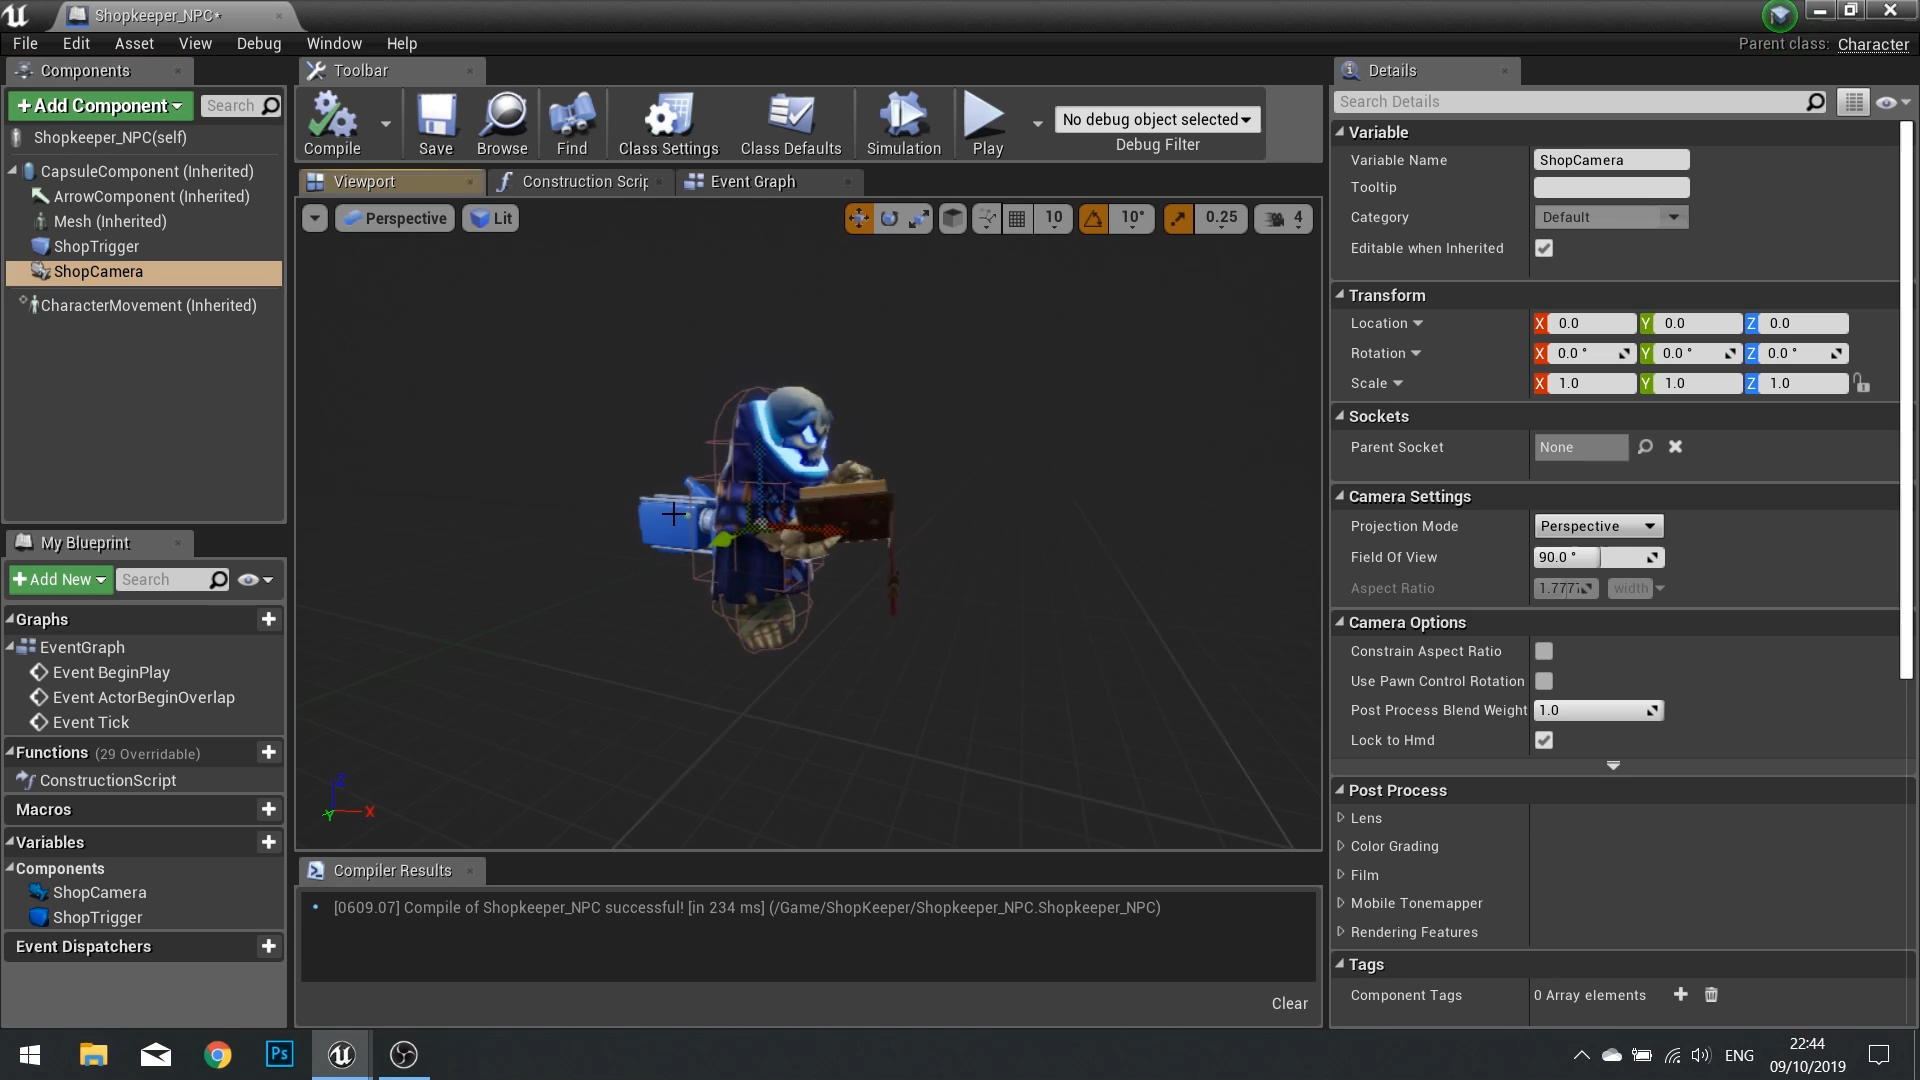 Shopkeeper_NPC*
File Edit Asset View Debug Window Help
Parent class: Character
Components
+Add Component
Search
Shopkeeper_NPC(self)
CapsuleComponent (Inherited)
ArrowComponent (Inherited)
Mesh (Inherited)
ShopTrigger
ShopCamera
CharacterMovement (Inherited)
My Blueprint
+Add New
Search
Graphs
EventGraph
Event BeginPlay
Event ActorBeginOverlap
Event Tick
Functions (29 Overridable)
ConstructionScript
Macros
Variables
Components
ShopCamera
ShopTrigger
Event Dispatchers
Toolbar
Compile
Save
Browse
Find
Class Settings
Class Defaults
Simulation
Play
No debug object selected
Debug Filter
Viewport
Construction Scrip
Event Graph
Perspective
Lit
10
10°
0.25
4
Z
X
Y
Compiler Results
[0609.07] Compile of Shopkeeper_NPC successful! [in 234 ms] (/Game/ShopKeeper/Shopkeeper_NPC.Shopkeeper_NPC)
Clear
Details
Search Details
Variable
Variable Name ShopCamera
Tooltip
Category Default
Editable when Inherited
Transform
Location X 0.0 Y 0.0 Z 0.0
Rotation X 0.0 ° Y 0.0 ° Z 0.0 °
Scale X 1.0 Y 1.0 Z 1.0
Sockets
Parent Socket None
Camera Settings
Projection Mode Perspective
Field Of View 90.0 °
Aspect Ratio 1.777 width
Camera Options
Constrain Aspect Ratio
Use Pawn Control Rotation
Post Process Blend Weight 1.0
Lock to Hmd
Post Process
Lens
Color Grading
Film
Mobile Tonemapper
Rendering Features
Tags
Component Tags 0 Array elements
Ps
ENG
22:44
09/10/2019